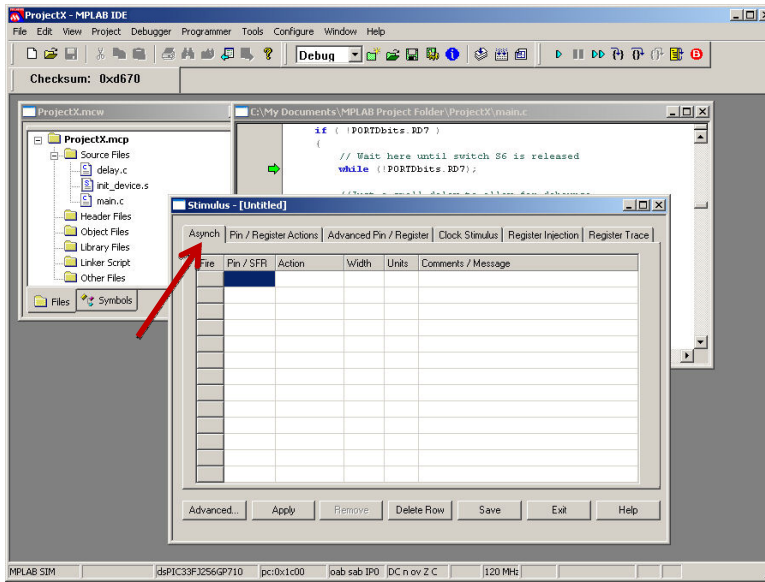 ProjectX - MPLAB IDE
File Edit View Project Debugger Programmer Tools Configure Window Help
Debug
Checksum: 0xd670
ProjectX.mcw
ProjectX.mcp
Source Files
delay.c
init_device.s
main.c
Header Files
Object Files
Library Files
Linker Script
Other Files
Files Symbols
C:\My Documents\MPLAB Project Folder\ProjectX\main.c
if ( !PORTDbits.RD7 )
{
// Wait here until switch S6 is released
while (!PORTDbits.RD7);
Stimulus - [Untitled]
Asynch Pin / Register Actions Advanced Pin / Register Clock Stimulus Register Injection Register Trace
Fire Pin / SFR Action Width Units Comments / Message
Advanced... Apply Remove Delete Row Save Exit Help
MPLAB SIM dsPIC33FJ256GP710 pc:0x1c00 oab sab IP0 DC n ov Z C 120 MHz